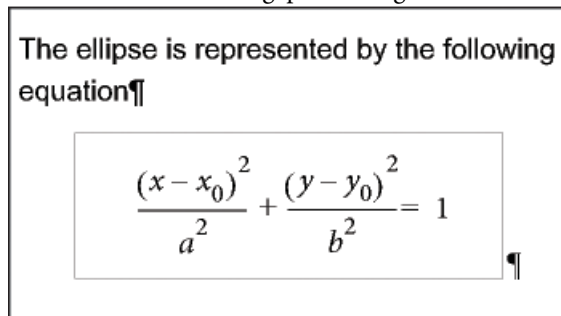 The ellipse is represented by the following
equation¶
(x – x₀)² / a² + (y – y₀)² / b² = 1
¶